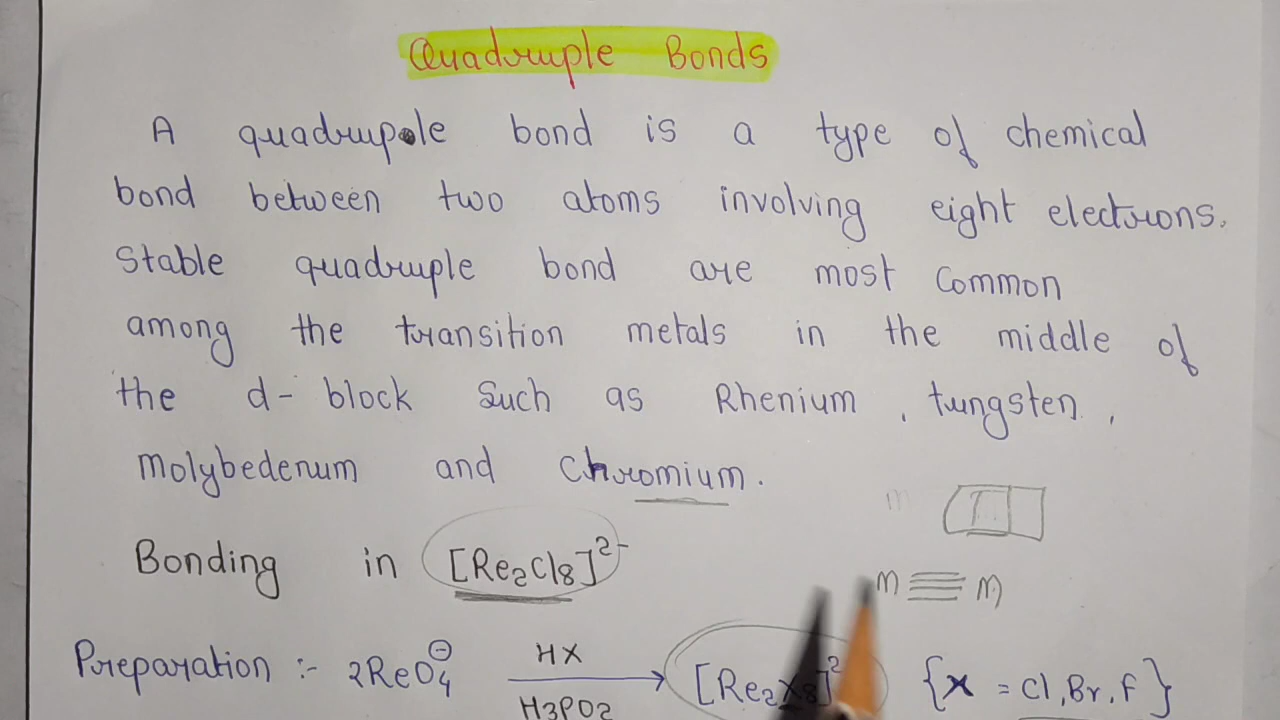 Quadruple Bonds
A quadrupole bond is a type of chemical
bond between two atoms involving eight electrons.
Stable quadruple bond are most common
among the transition metals in the middle of
the d-block such as Rhenium, tungsten,
Molybedenum and Chromium.
Bonding in [Re₂Cl₈]²⁻
m ≣ m
Preparation :- 2ReO₄⊖ HX → H₃PO₂ [Re₂X₈]² {X = Cl, Br, F}